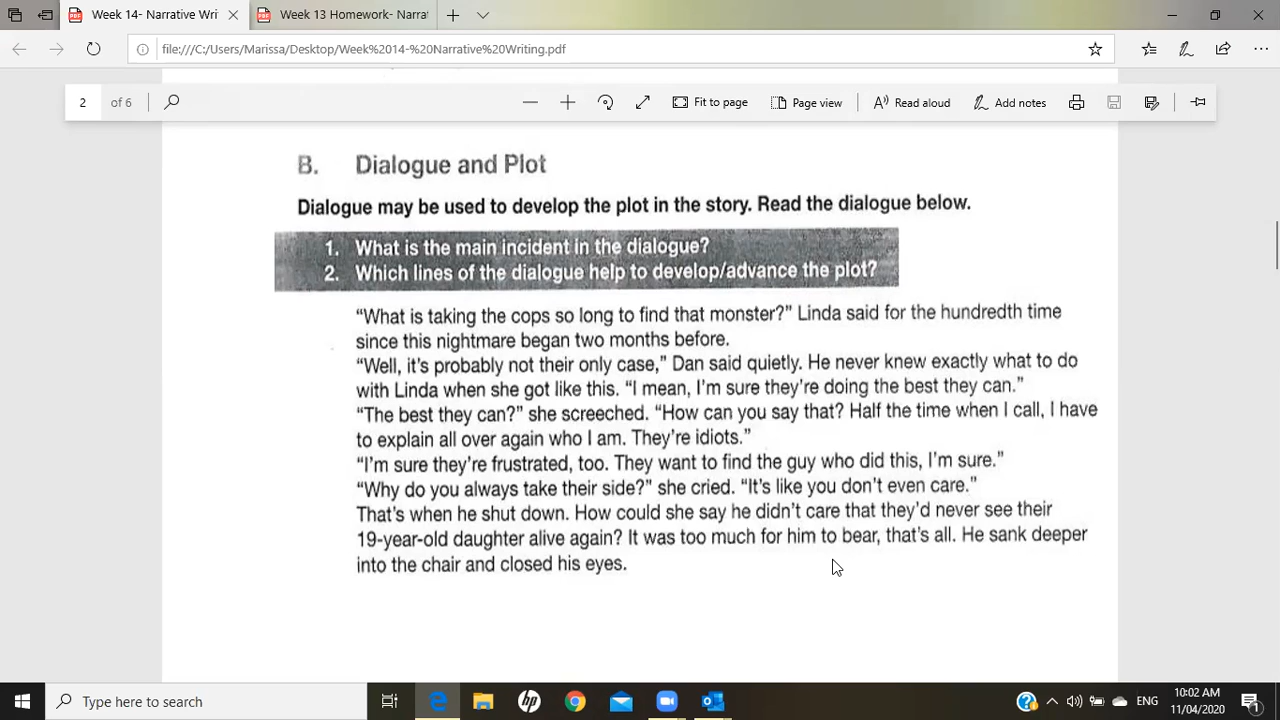 Week 14- Narrative Wri
Week 13 Homework- Narra
file:///C:/Users/Marissa/Desktop/Week%2014-%20Narrative%20Writing.pdf
2 of 6
Fit to page
Page view
Read aloud
Add notes
B. Dialogue and Plot
Dialogue may be used to develop the plot in the story. Read the dialogue below.
1. What is the main incident in the dialogue?
2. Which lines of the dialogue help to develop/advance the plot?
“What is taking the cops so long to find that monster?” Linda said for the hundredth time
since this nightmare began two months before.
“Well, it’s probably not their only case,” Dan said quietly. He never knew exactly what to do
with Linda when she got like this. “I mean, I’m sure they’re doing the best they can.”
“The best they can?” she screeched. “How can you say that? Half the time when I call, I have
to explain all over again who I am. They’re idiots.”
“I’m sure they’re frustrated, too. They want to find the guy who did this, I’m sure.”
“Why do you always take their side?” she cried. “It’s like you don’t even care.”
That’s when he shut down. How could she say he didn’t care that they’d never see their
19-year-old daughter alive again? It was too much for him to bear, that’s all. He sank deeper
into the chair and closed his eyes.
Type here to search
hp
ENG
10:02 AM
11/04/2020